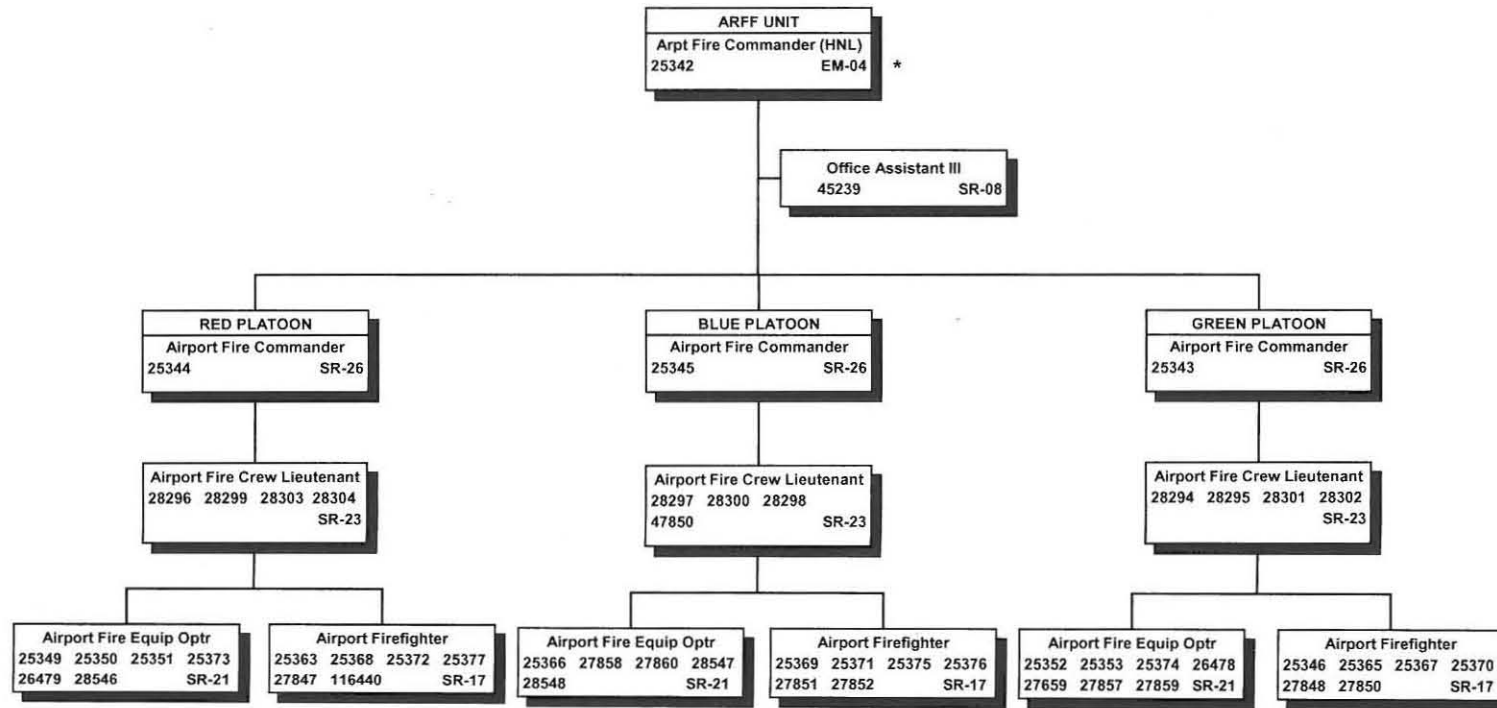 ARFF UNIT
Arpt Fire Commander (HNL)
25342 EM-04 *
Office Assistant III
45239 SR-08
RED PLATOON
Airport Fire Commander
25344 SR-26
BLUE PLATOON
Airport Fire Commander
25345 SR-26
GREEN PLATOON
Airport Fire Commander
25343 SR-26
Airport Fire Crew Lieutenant
28296 28299 28303 28304
SR-23
Airport Fire Crew Lieutenant
28297 28300 28298
47850 SR-23
Airport Fire Crew Lieutenant
28294 28295 28301 28302
SR-23
Airport Fire Equip Optr
25349 25350 25351 25373
26479 28546 SR-21
Airport Firefighter
25363 25368 25372 25377
27847 116440 SR-17
Airport Fire Equip Optr
25366 27858 27860 28547
28548 SR-21
Airport Firefighter
25369 25371 25375 25376
27851 27852 SR-17
Airport Fire Equip Optr
25352 25353 25374 26478
27659 27857 27859 SR-21
Airport Firefighter
25346 25365 25367 25370
27848 27850 SR-17